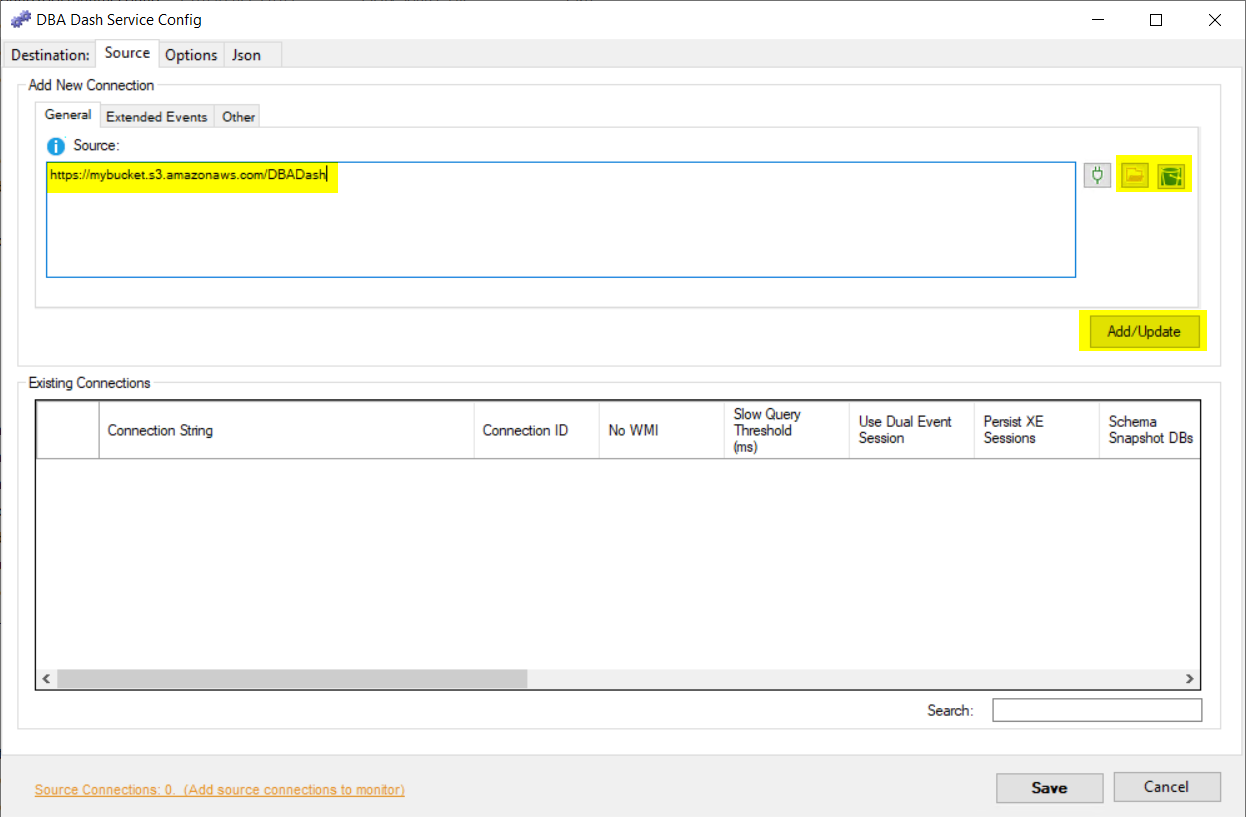 DBA Dash Service Config
Destination: Source Options Json
Add New Connection
General Extended Events Other
Source:
https://mybucket.s3.amazonaws.com/DBADash
Add/Update
Existing Connections
Connection String Connection ID No WMI Slow Query Threshold (ms) Use Dual Event Session Persist XE Sessions Schema Snapshot DBs
Search:
Source Connections: 0. (Add source connections to monitor)
Save Cancel